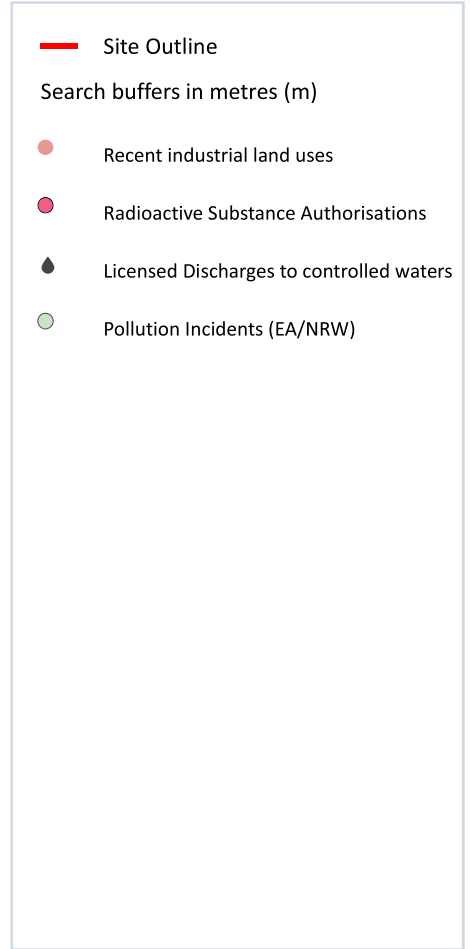 Site Outline
Search buffers in metres (m)
Recent industrial land uses
Radioactive Substance Authorisations
Licensed Discharges to controlled waters
Pollution Incidents (EA/NRW)